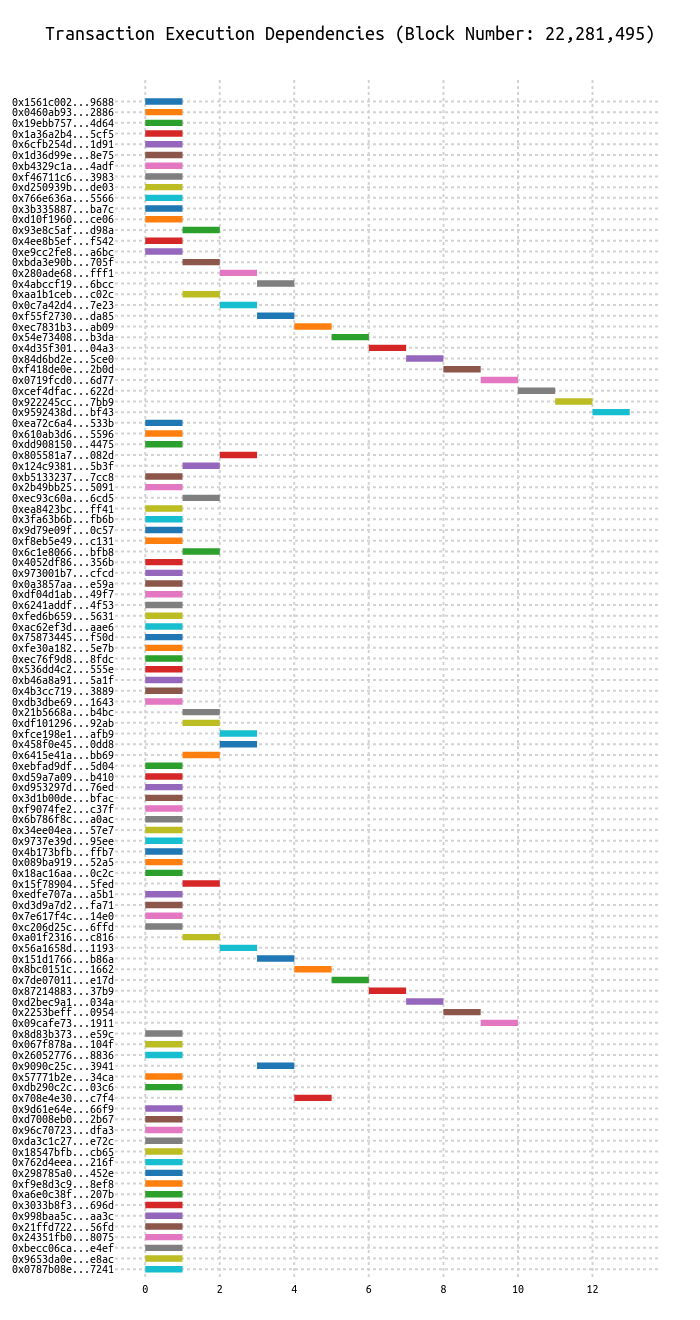 Transaction Execution Dependencies (Block Number: 22,281,495)
0x1561c002...9688
0x0460ab93...2886
0x19ebb757...4d64
0x1a36a2b4...5cf5
0x6cfb254d...1d91
0x1d36d99e...8e75
0xb4329c1a...4adf
0xf46711c6...3983
0xd250939b...de03
0x766e636a...5566
0x3b335887...ba7c
0xd10f1960...ce06
0x93e8c5af...d98a
0x4ee8b5ef...f542
0xe9cc2fe8...a6bc
0xbda3e90b...705f
0x280ade68...fff1
0x4abccf19...6bcc
0xaa1b1ceb...c02c
0x0c7a42d4...7e23
0xf55f2730...da85
0xec7831b3...ab09
0x54e73408...b3da
0x4d35f301...04a3
0x84d6bd2e...5ce0
0xf418de0e...2b0d
0x0719fcd0...6d77
0xcef4dfac...622d
0x922245cc...7bb9
0x9592438d...bf43
0xea72c6a4...533b
0x610ab3d6...5596
0xdd908150...4475
0x805581a7...082d
0x124c9381...5b3f
0xb5133237...7cc8
0x2b49bb25...5091
0xec93c60a...6cd5
0xea8423bc...ff41
0x3fa63b6b...fb6b
0x9d79e09f...0c57
0xf8eb5e49...c131
0x6c1e8066...bfb8
0x4052df86...356b
0x973001b7...cfcd
0x0a3857aa...e59a
0xdf04d1ab...49f7
0x6241addf...4f53
0xfed6b659...5631
0xac62ef3d...aae6
0x75873445...f50d
0xfe30a182...5e7b
0xec76f9d8...8fdc
0x536dd4c2...555e
0xb46a8a91...5a1f
0x4b3cc719...3889
0xdb3dbe69...1643
0x21b5668a...b4bc
0xdf101296...92ab
0xfce198e1...afb9
0x458f0e45...0dd8
0x6415e41a...bb69
0xebfad9df...5d04
0xd59a7a09...b410
0xd953297d...76ed
0x3d1b00de...bfac
0xf9074fe2...c37f
0x6b786f8c...a0ac
0x34ee04ea...57e7
0x9737e39d...95ee
0x4b173bfb...ffb7
0x089ba919...52a5
0x18ac16aa...0c2c
0x15f78904...5fed
0xedfe707a...a5b1
0xd3d9a7d2...fa71
0x7e617f4c...14e0
0xc206d25c...6ffd
0xa01f2316...c816
0x56a1658d...1193
0x151d1766...b86a
0x8bc0151c...1662
0x7de07011...e17d
0x87214883...37b9
0xd2bec9a1...034a
0x2253beff...0954
0x09cafe73...1911
0x8d83b373...e59c
0x067f878a...104f
0x26052776...8836
0x9090c25c...3941
0x57771b2e...34ca
0xdb290c2c...03c6
0x708e4e30...c7f4
0x9d61e64e...66f9
0xd7008eb0...2b67
0x96c70723...dfa3
0xda3c1c27...e72c
0x18547bfb...cb65
0x762d4eea...216f
0x298785a0...452e
0xf9e8d3c9...8ef8
0xa6e0c38f...207b
0x3033b8f3...696d
0x998baa5c...aa3c
0x21ffd722...56fd
0x24351fb0...8075
0xbecc06ca...e4ef
0x9653da0e...e8ac
0x0787b08e...7241
0 2 4 6 8 10 12